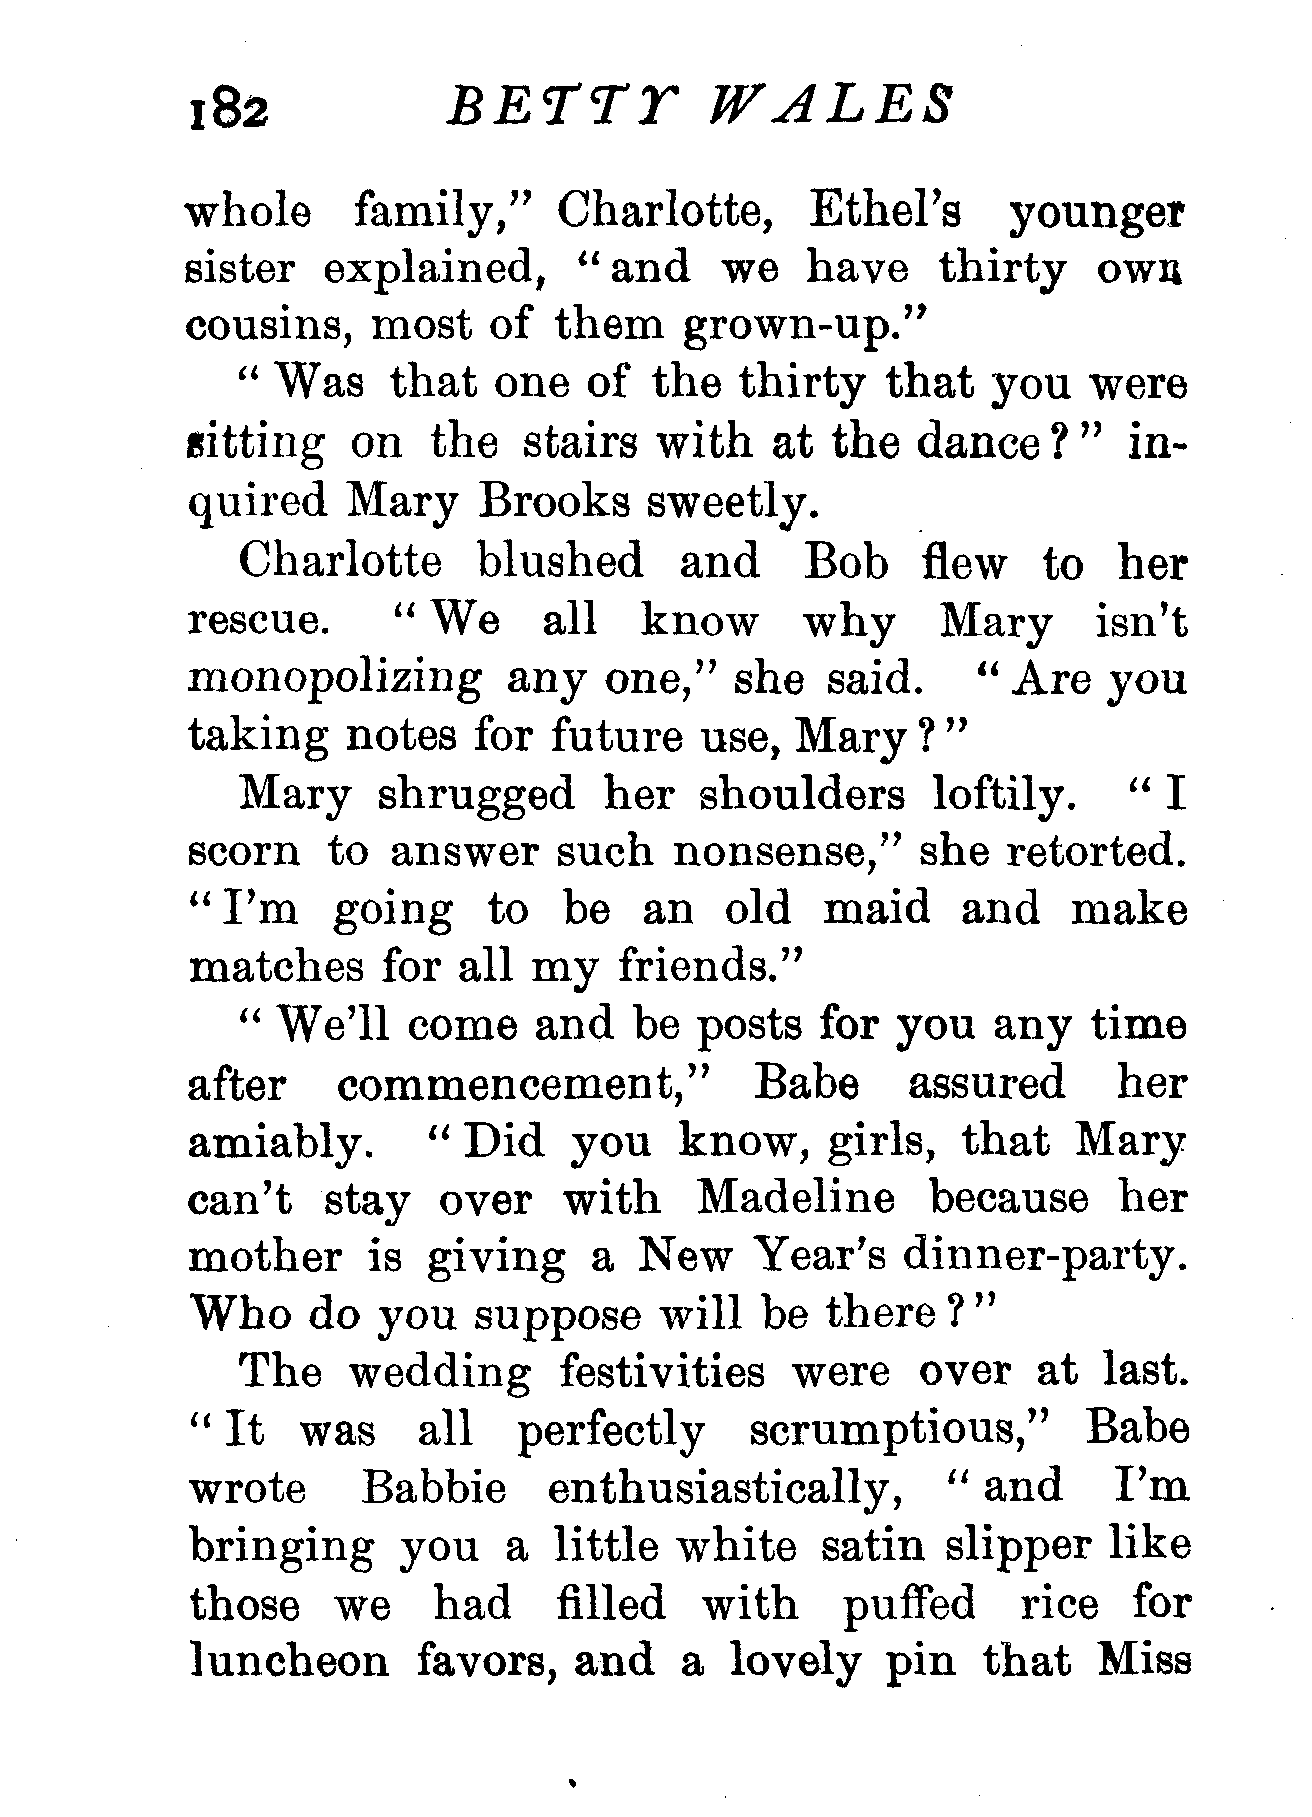 182 BETTY WALES
whole family," Charlotte, Ethel's younger
sister explained, "and we have thirty own
cousins, most of them grown-up."
"Was that one of the thirty that you were
sitting on the stairs with at the dance?" in-
quired Mary Brooks sweetly.
Charlotte blushed and Bob flew to her
rescue. "We all know why Mary isn't
monopolizing any one," she said. "Are you
taking notes for future use, Mary?"
Mary shrugged her shoulders loftily. "I
scorn to answer such nonsense," she retorted.
"I'm going to be an old maid and make
matches for all my friends."
"We'll come and be posts for you any time
after commencement," Babe assured her
amiably. "Did you know, girls, that Mary
can't stay over with Madeline because her
mother is giving a New Year's dinner-party.
Who do you suppose will be there?"
The wedding festivities were over at last.
"It was all perfectly scrumptious," Babe
wrote Babbie enthusiastically, "and I'm
bringing you a little white satin slipper like
those we had filled with puffed rice for
luncheon favors, and a lovely pin that Miss